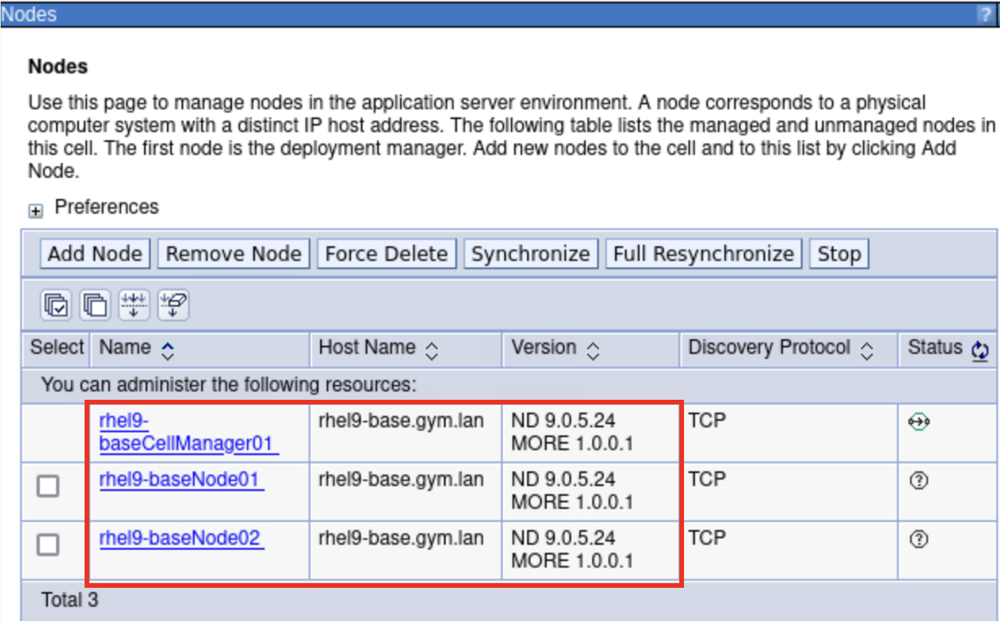 Nodes ?
Nodes
Use this page to manage nodes in the application server environment. A node corresponds to a physical
computer system with a distinct IP host address. The following table lists the managed and unmanaged nodes in
this cell. The first node is the deployment manager. Add new nodes to the cell and to this list by clicking Add
Node.
Preferences
Add Node Remove Node Force Delete Synchronize Full Resynchronize Stop
Select Name Host Name Version Discovery Protocol Status
You can administer the following resources:
rhel9- rhel9-base.gym.lan ND 9.0.5.24 TCP
baseCellManager01 MORE 1.0.0.1
rhel9-baseNode01 rhel9-base.gym.lan ND 9.0.5.24 TCP ?
MORE 1.0.0.1
rhel9-baseNode02 rhel9-base.gym.lan ND 9.0.5.24 TCP ?
MORE 1.0.0.1
Total 3